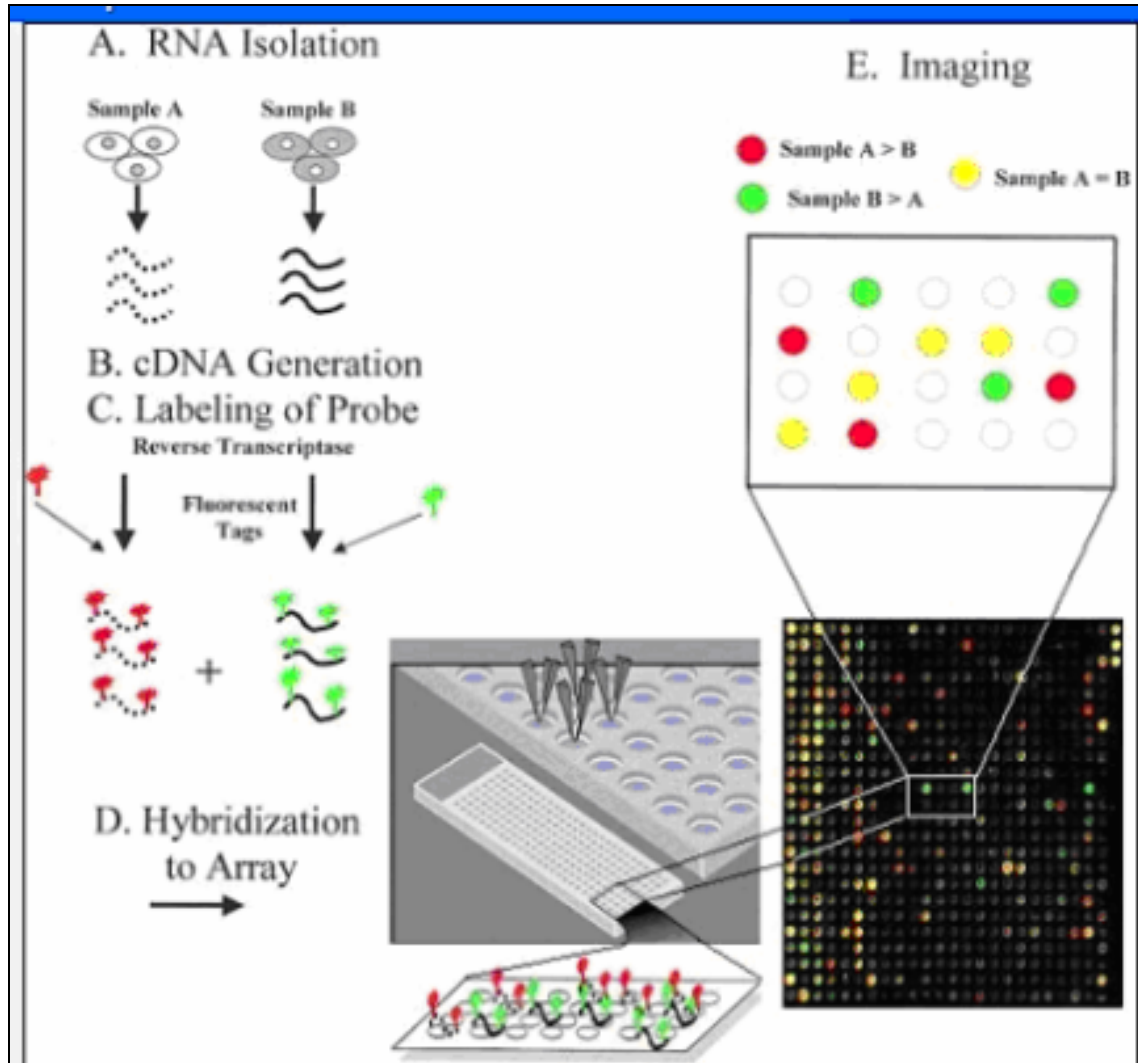 A. RNA Isolation
Sample A
Sample B
B. cDNA Generation
C. Labeling of Probe
Reverse Transcriptase
Fluorescent
Tags
D. Hybridization
to Array
E. Imaging
Sample A > B
Sample A = B
Sample B > A